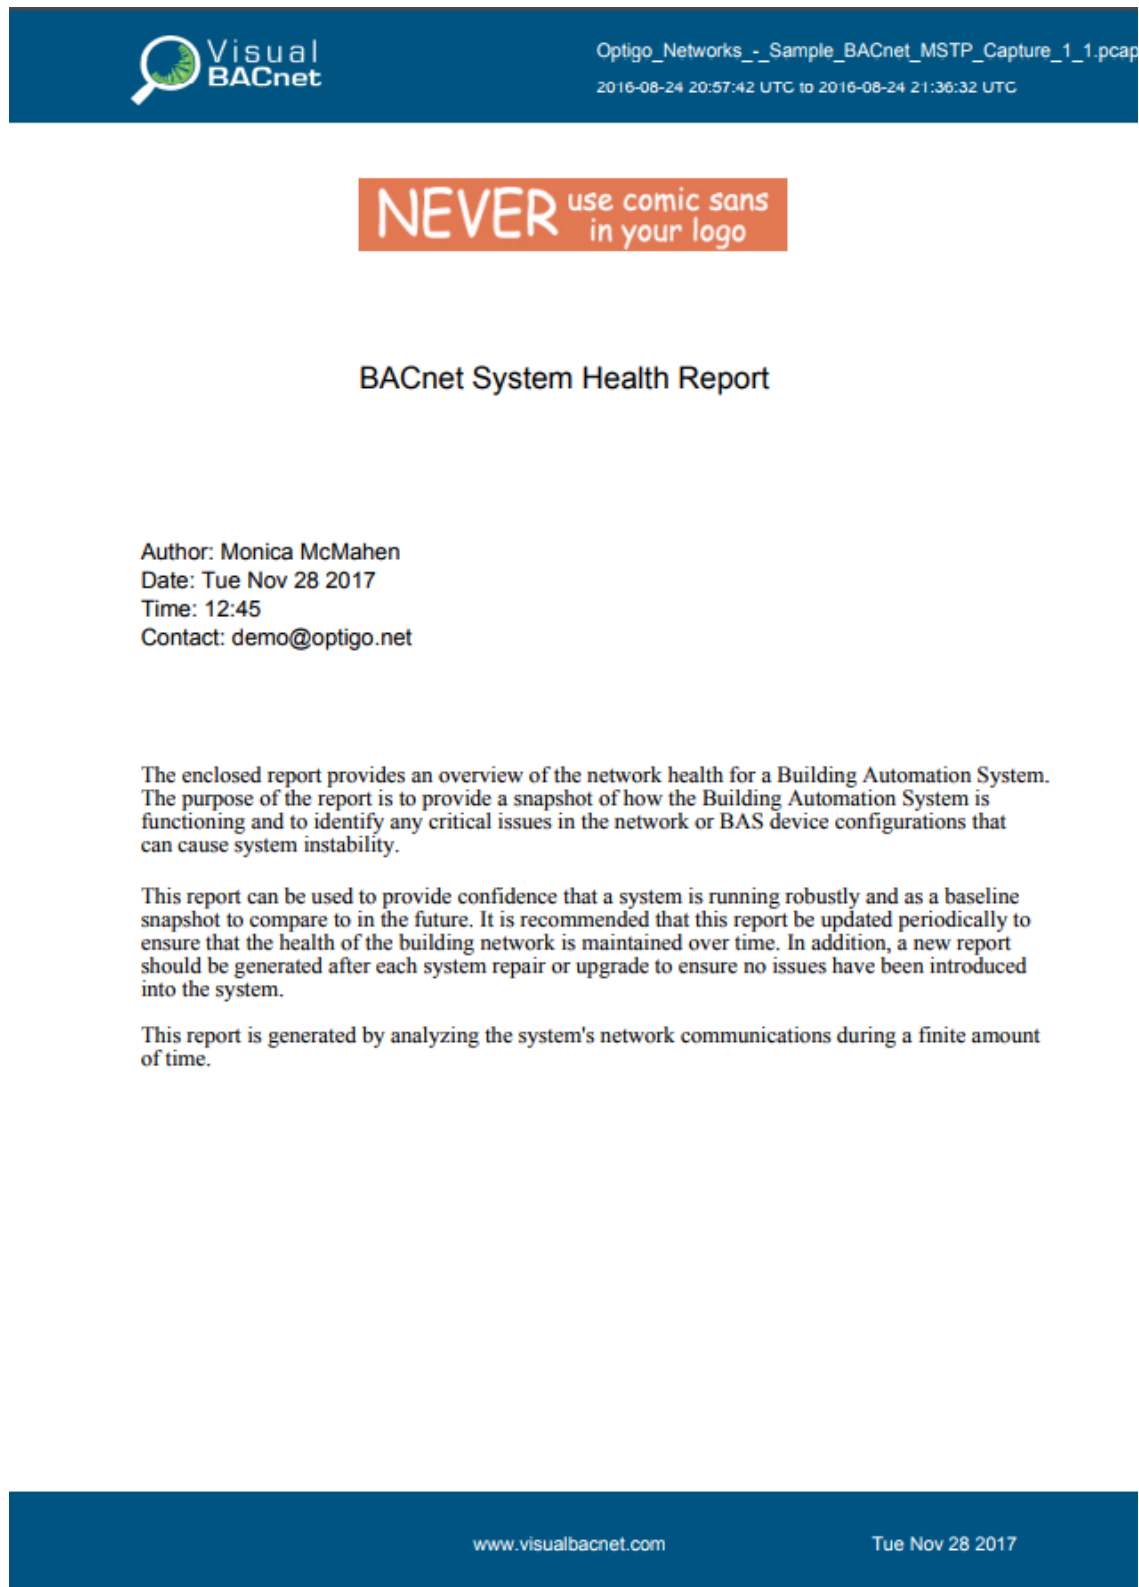 Visual
BACnet
Optigo_Networks_-_Sample_BACnet_MSTP_Capture_1_1.pcap
2016-08-24 20:57:42 UTC to 2016-08-24 21:36:32 UTC
NEVER use comic sans
in your logo
BACnet System Health Report
Author: Monica McMahen
Date: Tue Nov 28 2017
Time: 12:45
Contact: demo@optigo.net
The enclosed report provides an overview of the network health for a Building Automation System.
The purpose of the report is to provide a snapshot of how the Building Automation System is
functioning and to identify any critical issues in the network or BAS device configurations that
can cause system instability.
This report can be used to provide confidence that a system is running robustly and as a baseline
snapshot to compare to in the future. It is recommended that this report be updated periodically to
ensure that the health of the building network is maintained over time. In addition, a new report
should be generated after each system repair or upgrade to ensure no issues have been introduced
into the system.
This report is generated by analyzing the system's network communications during a finite amount
of time.
www.visualbacnet.com
Tue Nov 28 2017